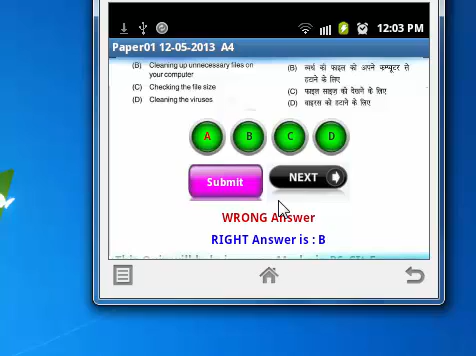 12:03 PM
Paper01 12-05-2013 A4
(B) Cleaning up unnecessary files on your computer
(B) व्यर्थ की फाइल को अपने कम्प्यूटर से हटाने के लिए
(C) Checking the file size
(C) फाइल साइज़ को देखने के लिए
(D) Cleaning the viruses
(D) वाइरस को हटाने के लिए
A B C D
Submit NEXT
WRONG Answer
RIGHT Answer is : B